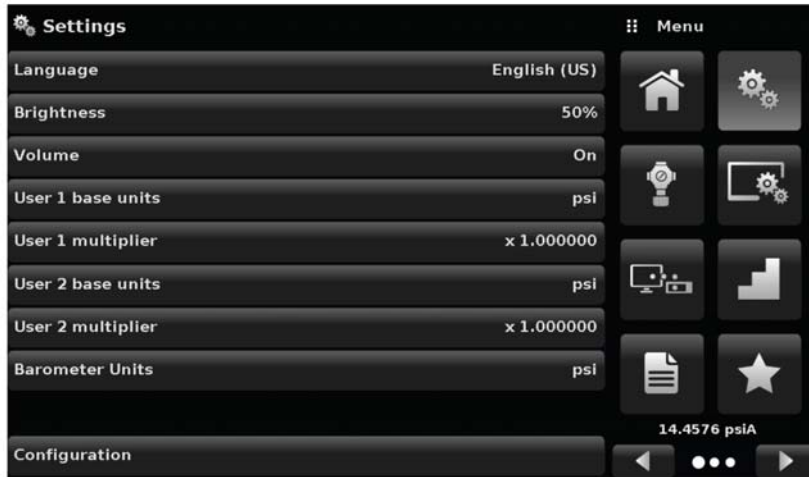 Settings
Menu
Language English (US)
Brightness 50%
Volume On
User 1 base units psi
User 1 multiplier x 1.000000
User 2 base units psi
User 2 multiplier x 1.000000
Barometer Units psi
14.4576 psiA
Configuration